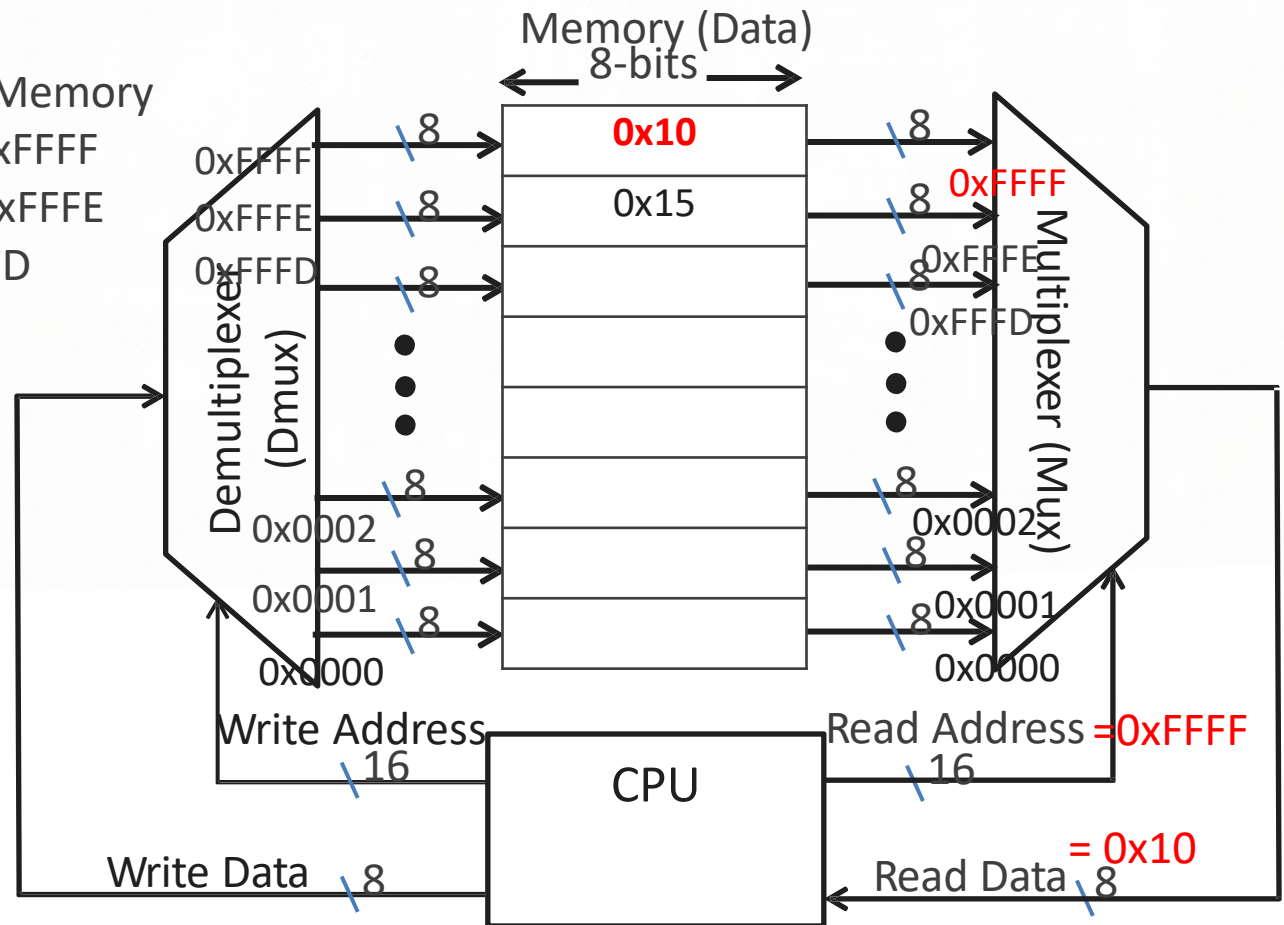 Memory (Data)
8-bits
Memory
xFFFF
xFFFE
D
0xFFFF
0xFFFE
0xFFFD
Demultiplexer
(Dmux)
0x0002
0x0001
0x0000
8
8
8
8
8
8
0x10
0x15
8
8
8
8
8
8
0xFFFF
0xFFFE
0xFFFD
Multiplexer (Mux)
0x0002
0x0001
0x0000
Write Address
16
Read Address =0xFFFF
16
CPU
Write Data 8
= 0x10
Read Data 8